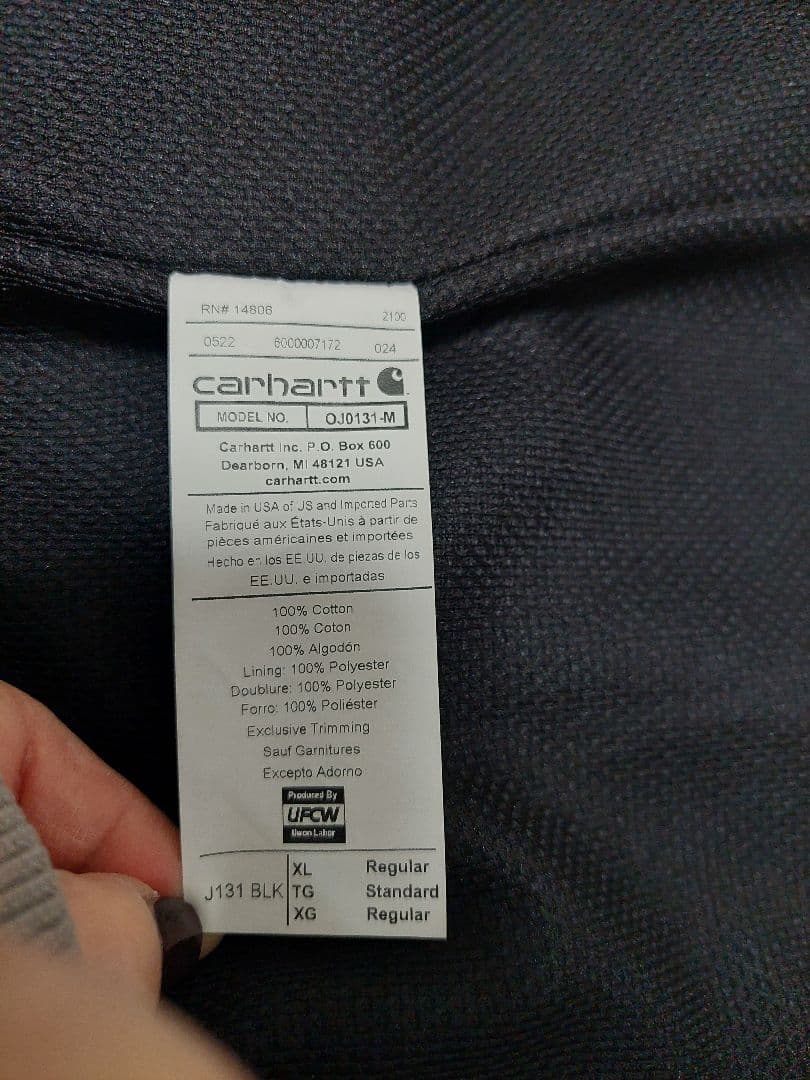 RN# 14806
2100
0522 6000007172 024
carhartt
MODEL NO. OJ0131-M
Carhartt Inc. P.O. Box 600
Dearborn, MI 48121 USA
carhartt.com
Made in USA of US and Imported Parts
Fabriqué aux États-Unis à partir de
pièces américaines et importées
Hecho en los EE.UU. de piezas de los
EE.UU. e importadas
100% Cotton
100% Coton
100% Algodón
Lining: 100% Polyester
Doublure: 100% Polyester
Forro: 100% Poliéster
Exclusive Trimming
Sauf Garnitures
Excepto Adorno
Produced By
UFCW
Union Labor
J131 BLK
XL Regular
TG Standard
XG Regular